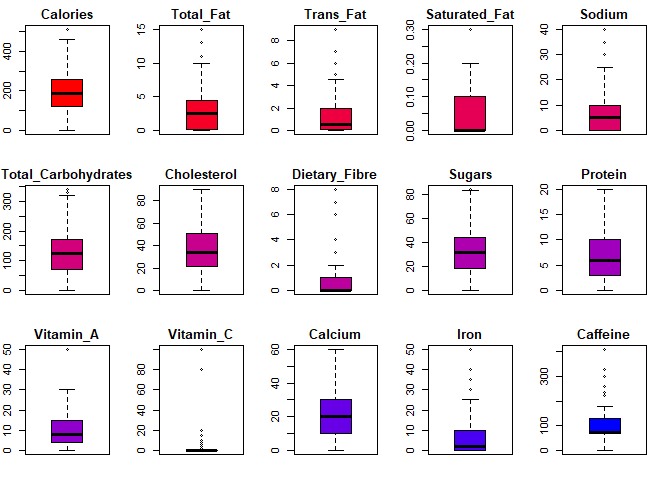 Calories Total_Fat Trans_Fat Saturated_Fat Sodium
0 200 400
0 5 10 15
0 2 4 6 8
0.00 0.10 0.20 0.30
0 10 20 30 40
Total_Carbohydrates Cholesterol Dietary_Fibre Sugars Protein
0 100 200 300
0 20 40 60 80
0 2 4 6 8
0 20 40 60 80
0 5 10 15 20
Vitamin_A Vitamin_C Calcium Iron Caffeine
0 10 20 30 40 50
0 20 40 60 80
0 10 20 30 40 50 60
0 10 20 30 40 50
0 100 300